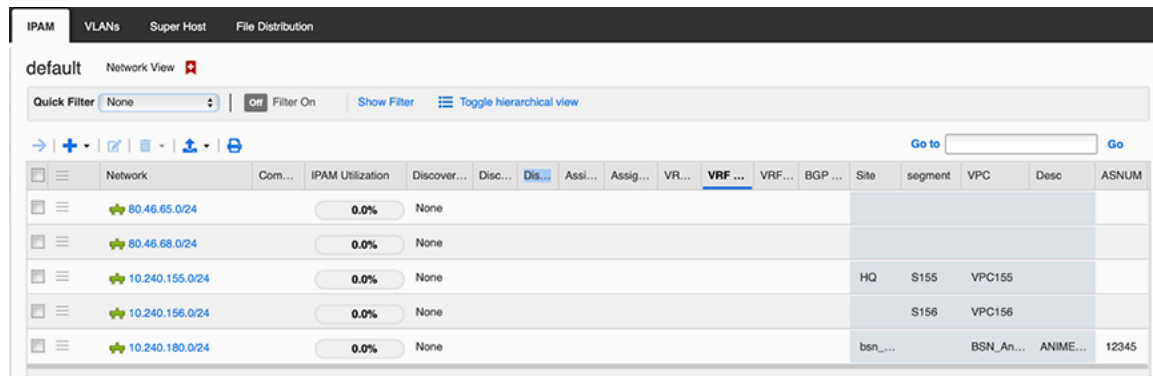 IPAM VLANs Super Host File Distribution
default Network View
Quick Filter None Off Filter On Show Filter Toggle hierarchical view
Go to Go
Network Com... IPAM Utilization Discover... Disc... Dis... Assi... Assig... VR... VRF ... VRF... BGP ... Site segment VPC Desc ASNUM
80.46.65.0/24 0.0% None
80.46.68.0/24 0.0% None
10.240.155.0/24 0.0% None HQ S155 VPC155
10.240.156.0/24 0.0% None S156 VPC156
10.240.180.0/24 0.0% None bsn_... BSN_An... ANIME... 12345